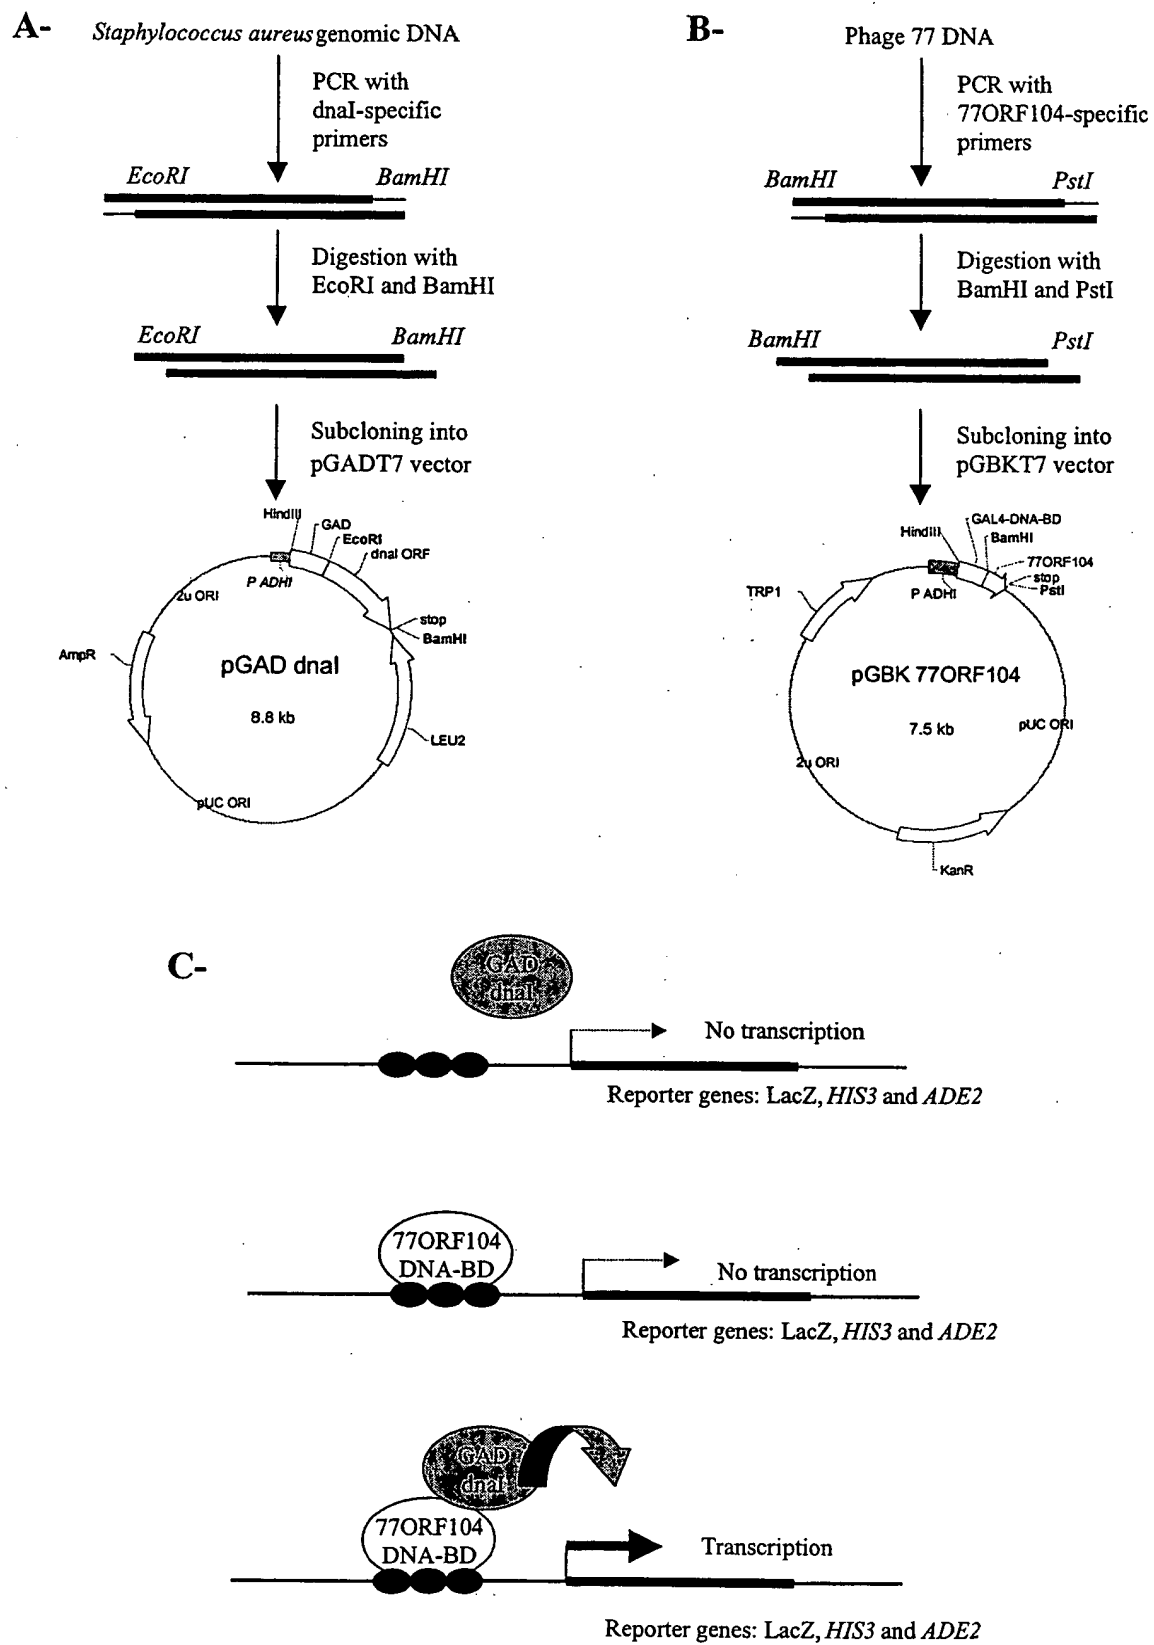 A-
Staphylococcus aureus genomic DNA
PCR with
dnaI-specific
primers
EcoRI
BamHI
Digestion with
EcoRI and BamHI
EcoRI
BamHI
Subcloning into
pGADT7 vector
HindIII
GAD
EcoRI
dnaI ORF
P ADHI
2u ORI
stop
BamHI
AmpR
pGAD dnaI
8.8 kb
LEU2
pUC ORI
B-
Phage 77 DNA
PCR with
77ORF104-specific
primers
BamHI
PstI
Digestion with
BamHI and PstI
BamHI
PstI
Subcloning into
pGBKT7 vector
GAL4-DNA-BD
HindIII
BamHI
77ORF104
stop
PstI
P ADHI
TRP1
pGBK 77ORF104
7.5 kb
pUC ORI
2u ORI
KanR
C-
GAD
dnaI
No transcription
Reporter genes: LacZ, HIS3 and ADE2
77ORF104
DNA-BD
No transcription
Reporter genes: LacZ, HIS3 and ADE2
GAD
dnaI
77ORF104
DNA-BD
Transcription
Reporter genes: LacZ, HIS3 and ADE2